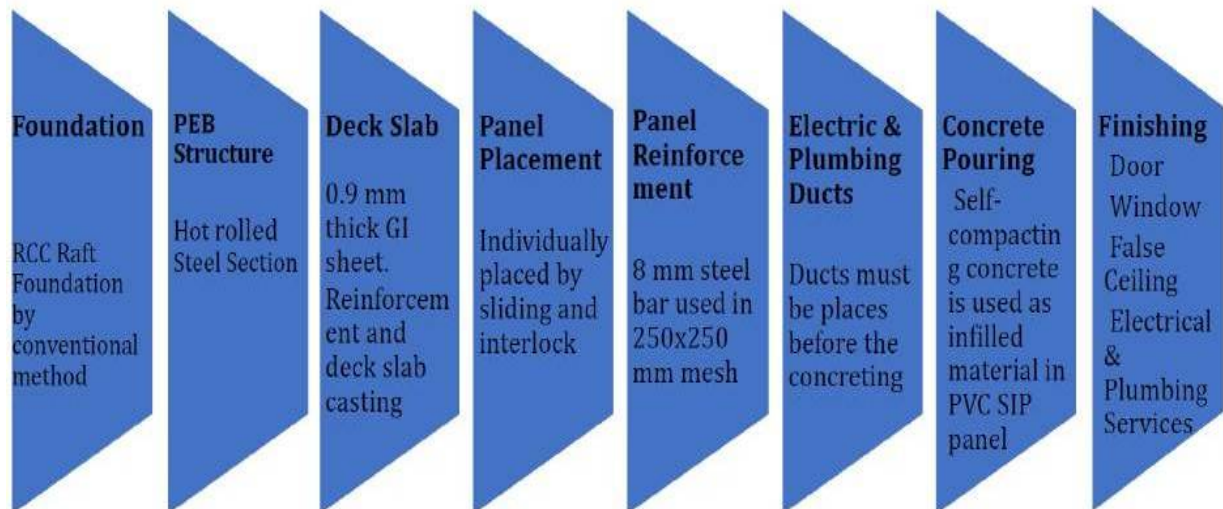 Foundation
RCC Raft
Foundation
by
conventional
method
PEB
Structure
Hot rolled
Steel Section
Deck Slab
0.9 mm
thick GI
sheet.
Reinforcem
ent and
deck slab
casting
Panel
Placement
Individually
placed by
sliding and
interlock
Panel
Reinforce
ment
8 mm steel
bar used in
250x250
mm mesh
Electric &
Plumbing
Ducts
Ducts must
be places
before the
concreting
Concrete
Pouring
Self-
compactin
g concrete
is used as
infilled
material in
PVC SIP
panel
Finishing
Door
Window
False
Ceiling
Electrical
&
Plumbing
Services